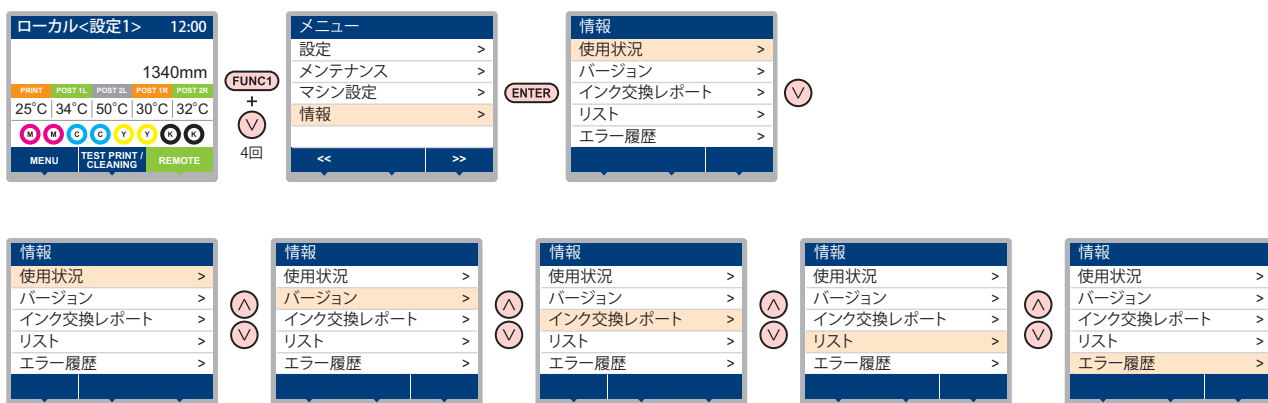 ローカル<設定1> 12:00
1340mm
PRINT POST 1L POST 2L POST 1R POST 2R
25°C 34°C 50°C 30°C 32°C
M M C C Y Y K K
MENU TEST PRINT / CLEANING REMOTE
FUNC1
+
4回
メニュー
設定 >
メンテナンス >
マシン設定 >
情報 >
<< >>
ENTER
情報
使用状況 >
バージョン >
インク交換レポート >
リスト >
エラー履歴 >
情報
使用状況 >
バージョン >
インク交換レポート >
リスト >
エラー履歴 >
情報
使用状況 >
バージョン >
インク交換レポート >
リスト >
エラー履歴 >
情報
使用状況 >
バージョン >
インク交換レポート >
リスト >
エラー履歴 >
情報
使用状況 >
バージョン >
インク交換レポート >
リスト >
エラー履歴 >
情報
使用状況 >
バージョン >
インク交換レポート >
リスト >
エラー履歴 >